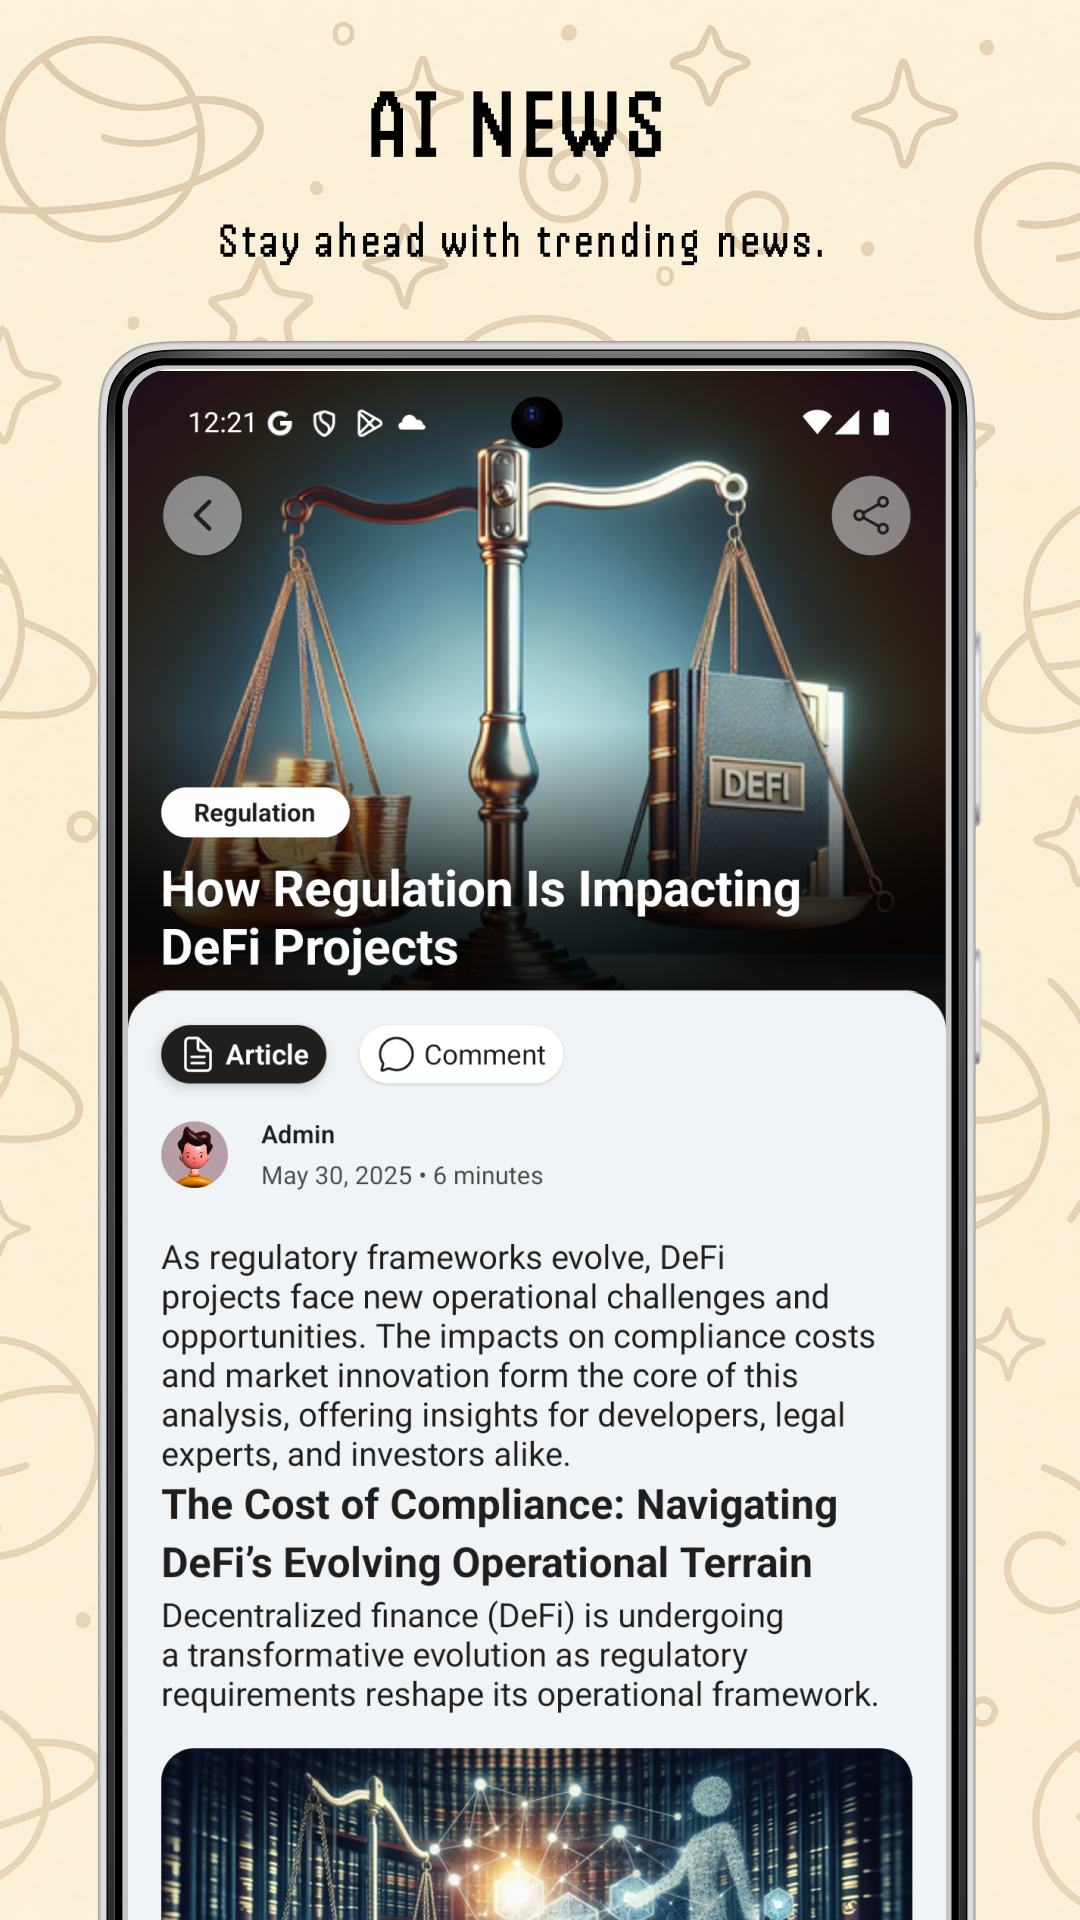 AI NEWS
Stay ahead with trending news.
12:21
DEFI
Regulation
How Regulation Is Impacting
DeFi Projects
Article
Comment
Admin
May 30, 2025 • 6 minutes
As regulatory frameworks evolve, DeFi
projects face new operational challenges and
opportunities. The impacts on compliance costs
and market innovation form the core of this
analysis, offering insights for developers, legal
experts, and investors alike.
The Cost of Compliance: Navigating
DeFi’s Evolving Operational Terrain
Decentralized finance (DeFi) is undergoing
a transformative evolution as regulatory
requirements reshape its operational framework.